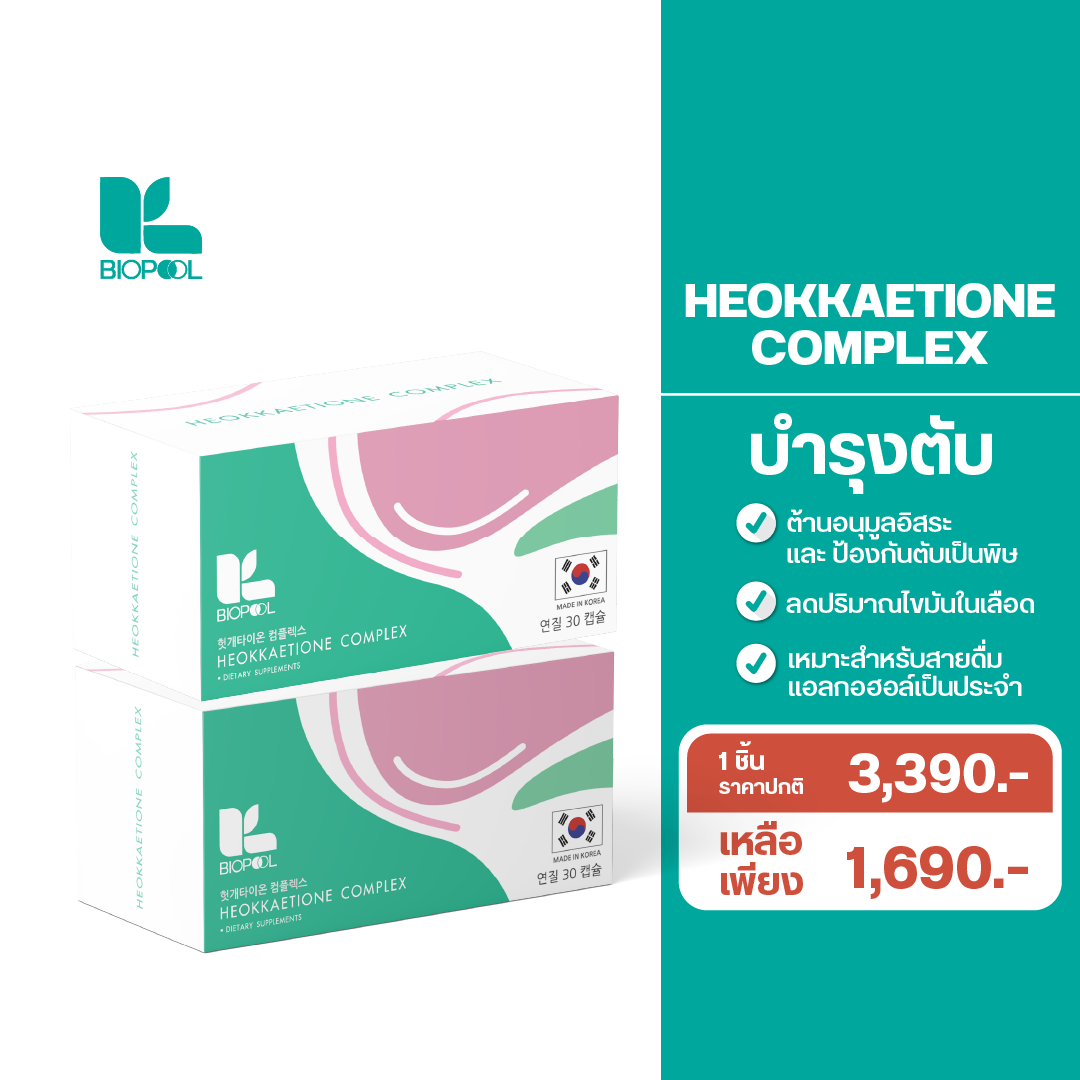 BIOPOOL
HEOKKAETIONE COMPLEX
HEOKKAETIONE COMPLEX
BIOPOOL
헛개타이온 컴플렉스
HEOKKAETIONE COMPLEX
• DIETARY SUPPLEMENTS
MADE IN KOREA
연질 30 캡슐
HEOKKAETIONE COMPLEX
BIOPOOL
헛개타이온 컴플렉스
HEOKKAETIONE COMPLEX
• DIETARY SUPPLEMENTS
MADE IN KOREA
연질 30 캡슐
HEOKKAETIONE
COMPLEX
บำรุงตับ
ต้านอนุมูลอิสระ
และ ป้องกันตับเป็นพิษ
ลดปริมาณไขมันในเลือด
เหมาะสำหรับสายดื่ม
แอลกอฮอล์เป็นประจำ
1 ชิ้น
ราคาปกติ
3,390.-
เหลือ
เพียง
1,690.-